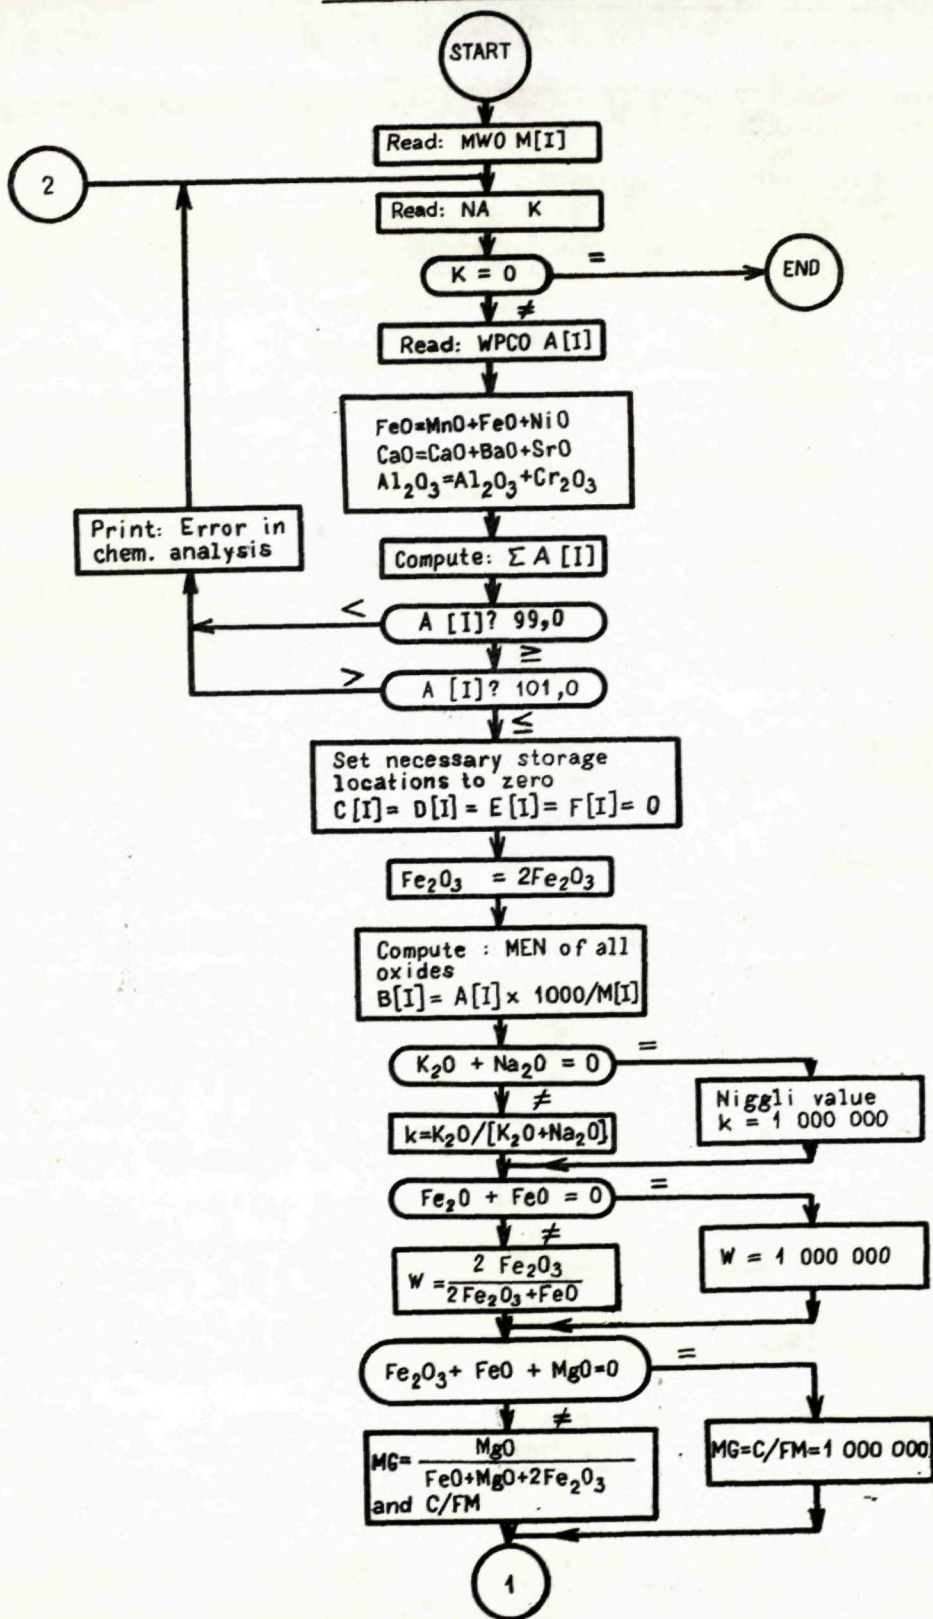 START
Read: MWO M[I]
2
Read: NA K
K = 0
=
END
≠
Read: WPCO A[I]
FeO=MnO+FeO+NiO
CaO=CaO+BaO+SrO
Al₂O₃=Al₂O₃+Cr₂O₃
Print: Error in
chem. analysis
Compute: Σ A [I]
<
A [I]? 99,0
≥
>
A [I]? 101,0
≤
Set necessary storage
locations to zero
C[I]= D[I]= E[I]= F[I]= 0
Fe₂O₃ = 2Fe₂O₃
Compute : MEN of all
oxides
B[I]= A[I]× 1000/M[I]
K₂O + Na₂O = 0
=
≠
Niggli value
k = 1 000 000
k=K₂O/[K₂O+Na₂O]
Fe₂O + FeO = 0
=
≠
W = 2 Fe₂O₃
2Fe₂O₃+FeO
W = 1 000 000
Fe₂O₃+ FeO + MgO=0
=
≠
MG= MgO
FeO+MgO+2Fe₂O₃
and C/FM
MG=C/FM=1 000 000
1